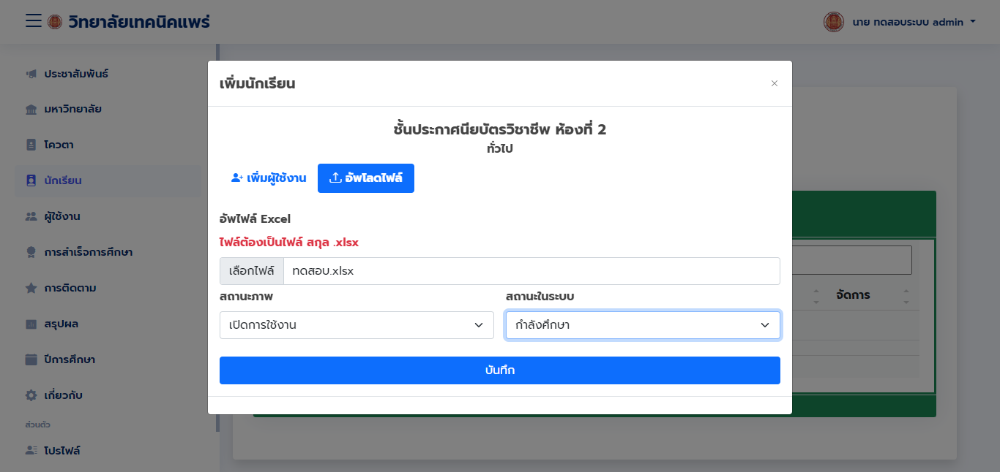 วิทยาลัยเทคนิคแพร่
นาย ทดสอบระบบ admin
ประชาสัมพันธ์
มหาวิทยาลัย
โควตา
นักเรียน
ผู้ใช้งาน
การสำเร็จการศึกษา
การติดตาม
สรุปผล
ปีการศึกษา
เกี่ยวกับ
ส่วนตัว
โปรไฟล์
เพิ่มนักเรียน
×
ชั้นประกาศนียบัตรวิชาชีพ ห้องที่ 2
ทั่วไป
เพิ่มผู้ใช้งาน
อัพโลดไฟล์
อัพไฟล์ Excel
ไฟล์ต้องเป็นไฟล์ สกุล .xlsx
เลือกไฟล์ ทดสอบ.xlsx
สถานะภาพ
สถานะในระบบ
เปิดการใช้งาน
กำลังศึกษา
บันทึก
จัดการ